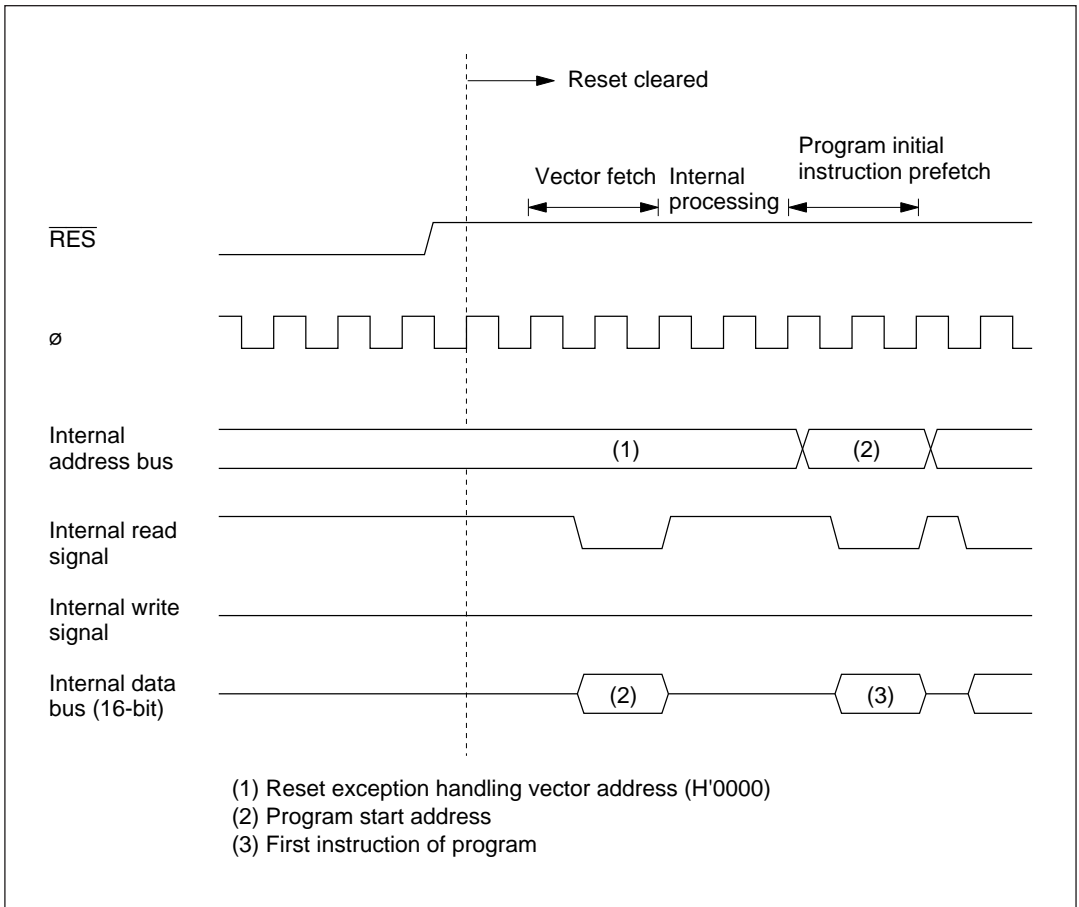 Reset cleared
Program initial
instruction prefetch
Vector fetch
Internal
processing
RES
ø
Internal
address bus
(1)
(2)
Internal read
signal
Internal write
signal
Internal data
bus (16-bit)
(2)
(3)
(1) Reset exception handling vector address (H'0000)
(2) Program start address
(3) First instruction of program